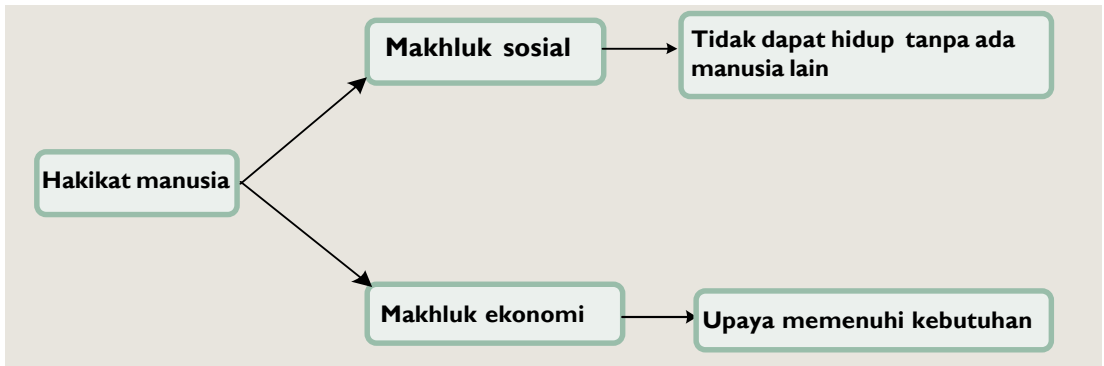 Makhluk sosial
Tidak dapat hidup tanpa ada
manusia lain
Hakikat manusia
Makhluk ekonomi
Upaya memenuhi kebutuhan